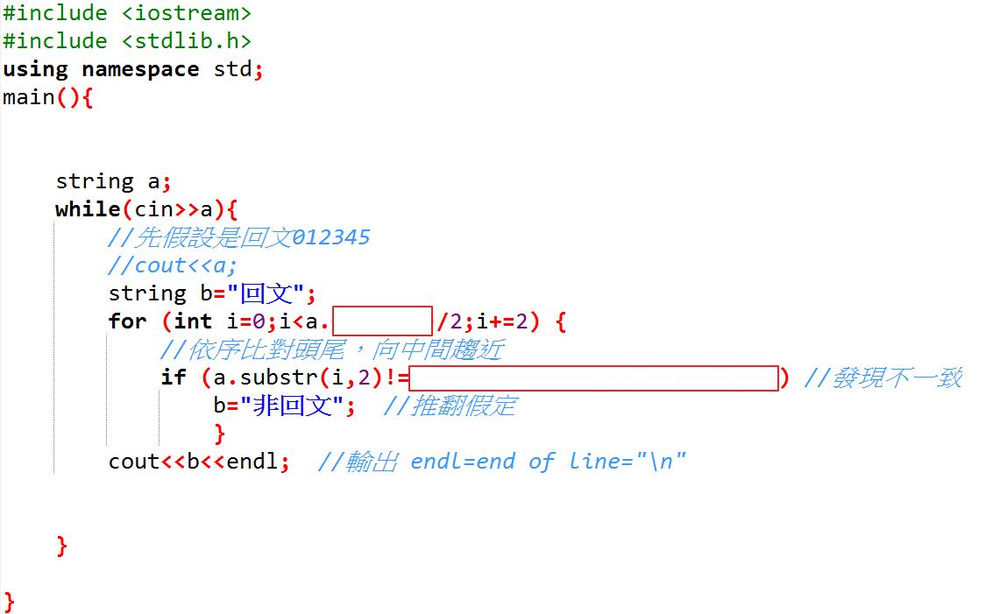 #include <iostream>
#include <stdlib.h>
using namespace std;
main(){
string a;
while(cin>>a){
//先假設是回文012345
//cout<<a;
string b="回文";
for (int i=0;i<a. /2;i+=2) {
//依序比對頭尾，向中間趨近
if (a.substr(i,2)!= ) //發現不一致
b="非回文"; //推翻假定
}
cout<<b<<endl; //輸出 endl=end of line="\n"
}
}